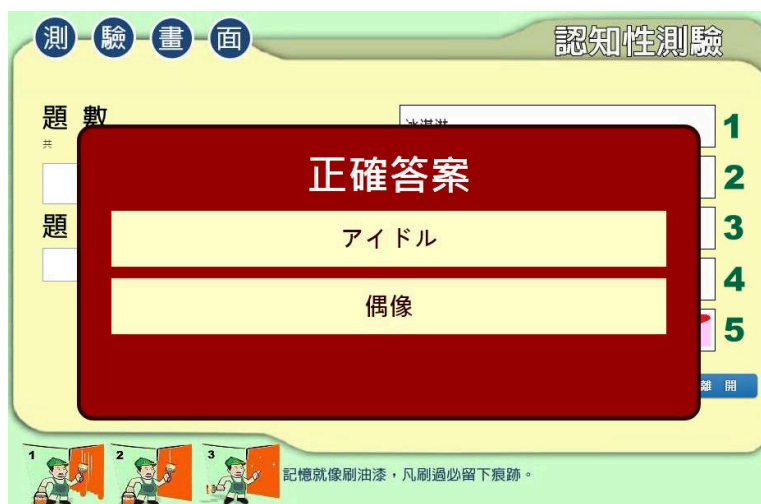 測驗畫面
認知性測驗
題數
共
1
正確答案
2
アイドル
題
3
偶像
4
5
離開
1
2
3
記憶就像刷油漆，凡刷過必留下痕跡。